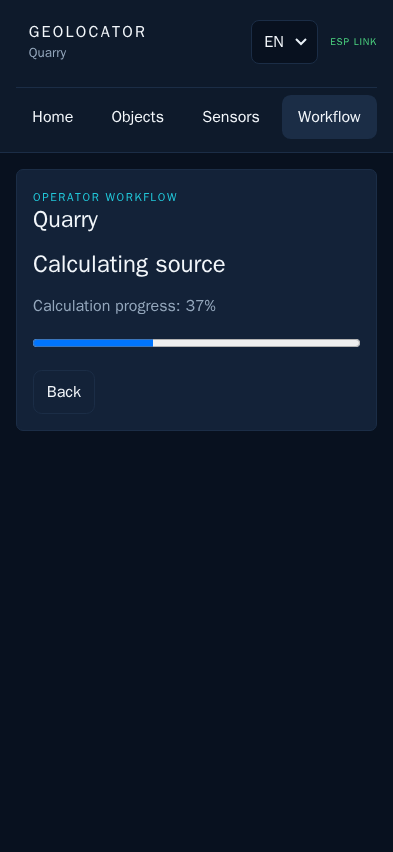 GEOLOCATOR
Quarry
EN
ESP LINK
Home
Objects
Sensors
Workflow
OPERATOR WORKFLOW
Quarry
Calculating source
Calculation progress: 37%
Back